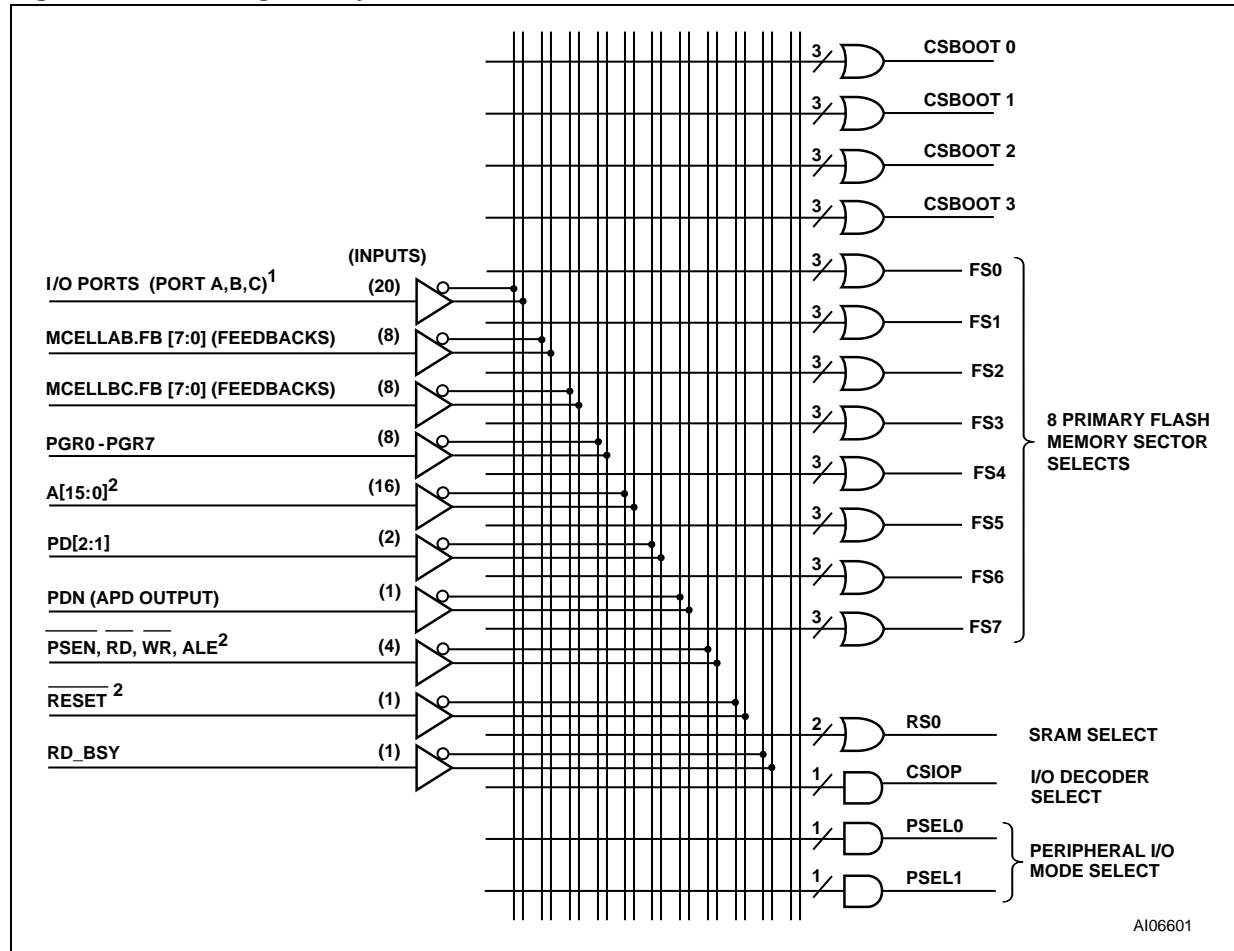 3 CSBOOT 0
3 CSBOOT 1
3 CSBOOT 2
3 CSBOOT 3
(INPUTS)
I/O PORTS (PORT A,B,C)1 (20)
MCELLAB.FB [7:0] (FEEDBACKS) (8)
MCELLBC.FB [7:0] (FEEDBACKS) (8)
PGR0 -PGR7 (8)
A[15:0]2 (16)
PD[2:1] (2)
PDN (APD OUTPUT) (1)
PSEN, RD, WR, ALE2 (4)
RESET 2 (1)
RD_BSY (1)
3 FS0
3 FS1
3 FS2
3 FS3
3 FS4
3 FS5
3 FS6
3 FS7
8 PRIMARY FLASH
MEMORY SECTOR
SELECTS
2 RS0 SRAM SELECT
1 CSIOP I/O DECODER
SELECT
1 PSEL0
1 PSEL1
PERIPHERAL I/O
MODE SELECT
AI06601